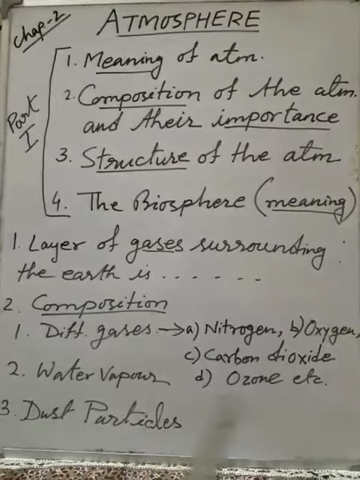 Chap-2
ATMOSPHERE
Part I
1. Meaning of atm.
2. Composition of the atm.
and their importance
3. Structure of the atm
4. The Biosphere (meaning)
1. Layer of gases surrounding :
the earth is . . . . . . .
2. Composition
1. Diff. gases → a) Nitrogen, b) Oxygen,
c) Carbon dioxide
2. Water Vapour d) Ozone etc.
3. Dust Particles